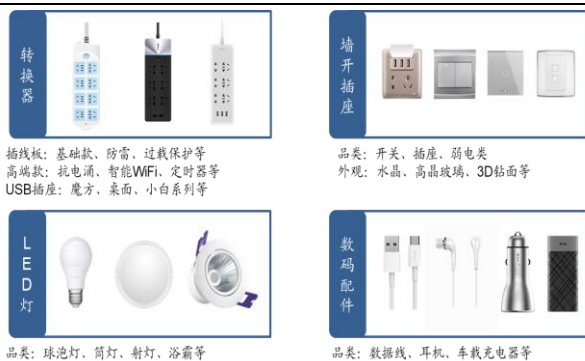 转换器
插线板：基础款、防雷、过载保护等
高端款：抗电涌、智能WiFi、定时器等
USB插座：魔方、桌面、小白系列等
墙开插座
品类：开关、插座、弱电类
外观：水晶、高晶玻璃、3D钻面等
LED灯
品类：球泡灯、筒灯、射灯、浴霸等
数码配件
品类：数据线、耳机、车载充电器等